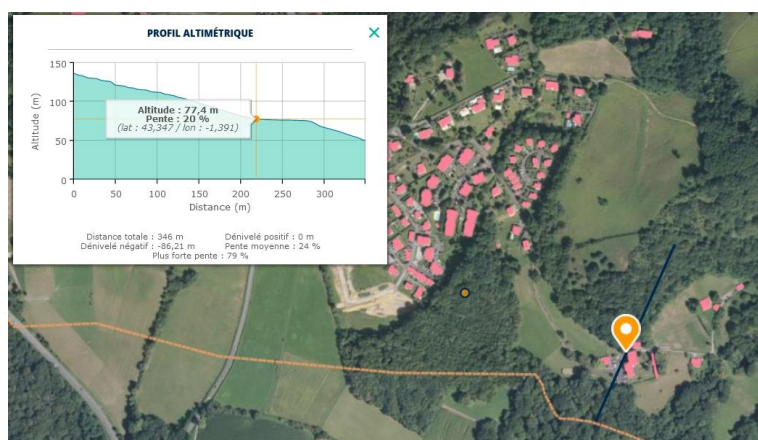 PROFIL ALTIMÉTRIQUE
✕
150
100
50
0
Altitude (m)
Altitude : 77,4 m
Pente : 20 %
(lat : 43,347 / lon : -1,391)
0 50 100 150 200 250 300
Distance (m)
Distance totale : 346 m Dénivelé positif : 0 m
Dénivelé négatif : -86,21 m Pente moyenne : 24 %
Plus forte pente : 79 %